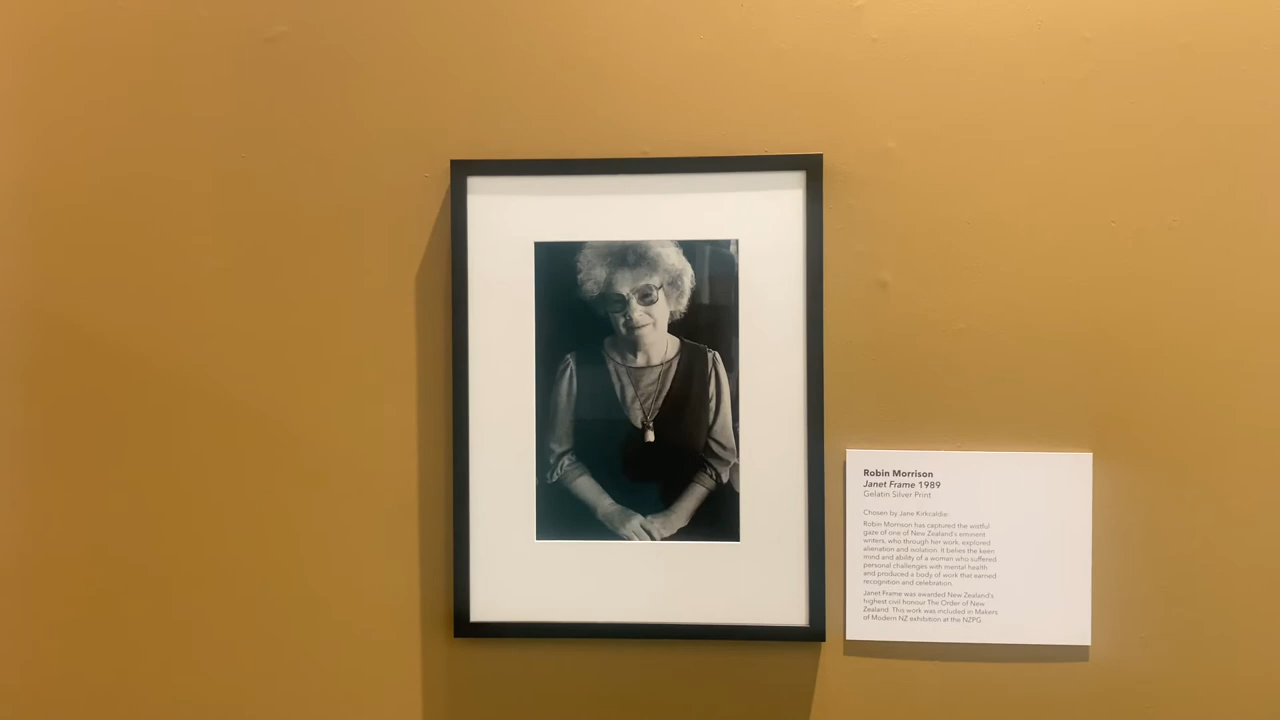 Robin Morrison
Janet Frame 1989
Gelatin Silver Print
Chosen by Jane Kirkcaldie:
Robin Morrison has captured the wistful
gaze of one of New Zealand's eminent
writers, who through her work, explored
alienation and isolation. It belies the keen
mind and ability of a woman who suffered
personal challenges with mental health
and produced a body of work that earned
recognition and celebration.
Janet Frame was awarded New Zealand's
highest civil honour The Order of New
Zealand. This work was included in Makers
of Modern NZ exhibition at the NZPG